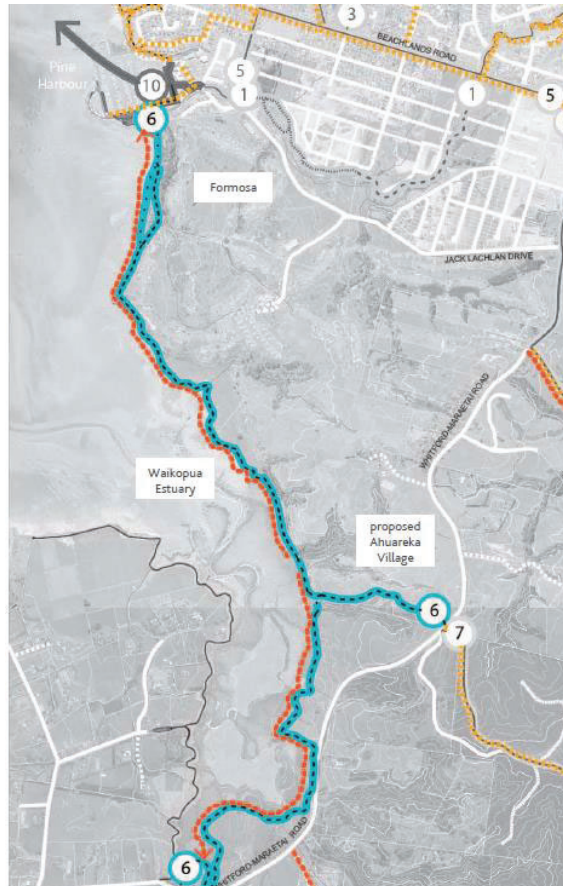 3
BEACHLANDS ROAD
Pine
Harbour
10
5
1
1
5
6
Formosa
JACK LACHLAN DRIVE
WHITFORD-MARAETAI ROAD
Waikopua
Estuary
proposed
Ahuareka
Village
6
7
6
WHITFORD-MARAETAI ROAD